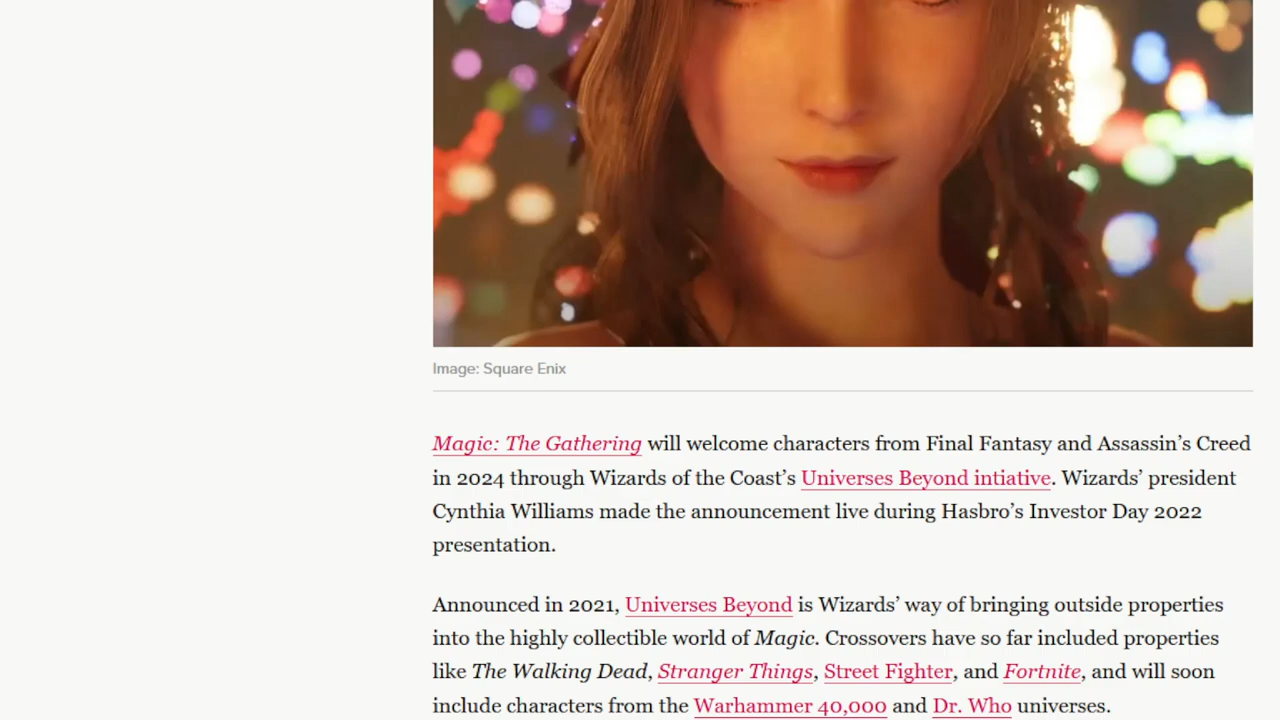 Image: Square Enix
Magic: The Gathering will welcome characters from Final Fantasy and Assassin’s Creed
in 2024 through Wizards of the Coast’s Universes Beyond intiative. Wizards’ president
Cynthia Williams made the announcement live during Hasbro’s Investor Day 2022
presentation.
Announced in 2021, Universes Beyond is Wizards’ way of bringing outside properties
into the highly collectible world of Magic. Crossovers have so far included properties
like The Walking Dead, Stranger Things, Street Fighter, and Fortnite, and will soon
include characters from the Warhammer 40,000 and Dr. Who universes.